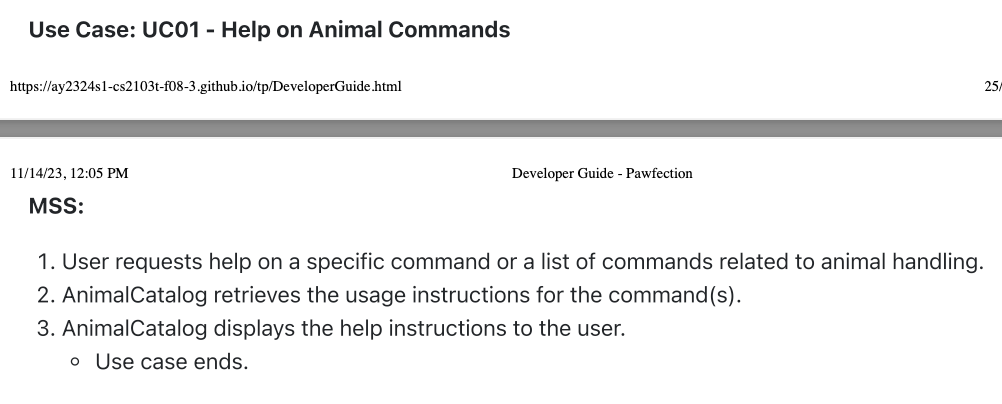 Use Case: UC01 - Help on Animal Commands
https://ay2324s1-cs2103t-f08-3.github.io/tp/DeveloperGuide.html 25/
11/14/23, 12:05 PM Developer Guide - Pawfection
MSS:
1. User requests help on a specific command or a list of commands related to animal handling.
2. AnimalCatalog retrieves the usage instructions for the command(s).
3. AnimalCatalog displays the help instructions to the user.
○ Use case ends.